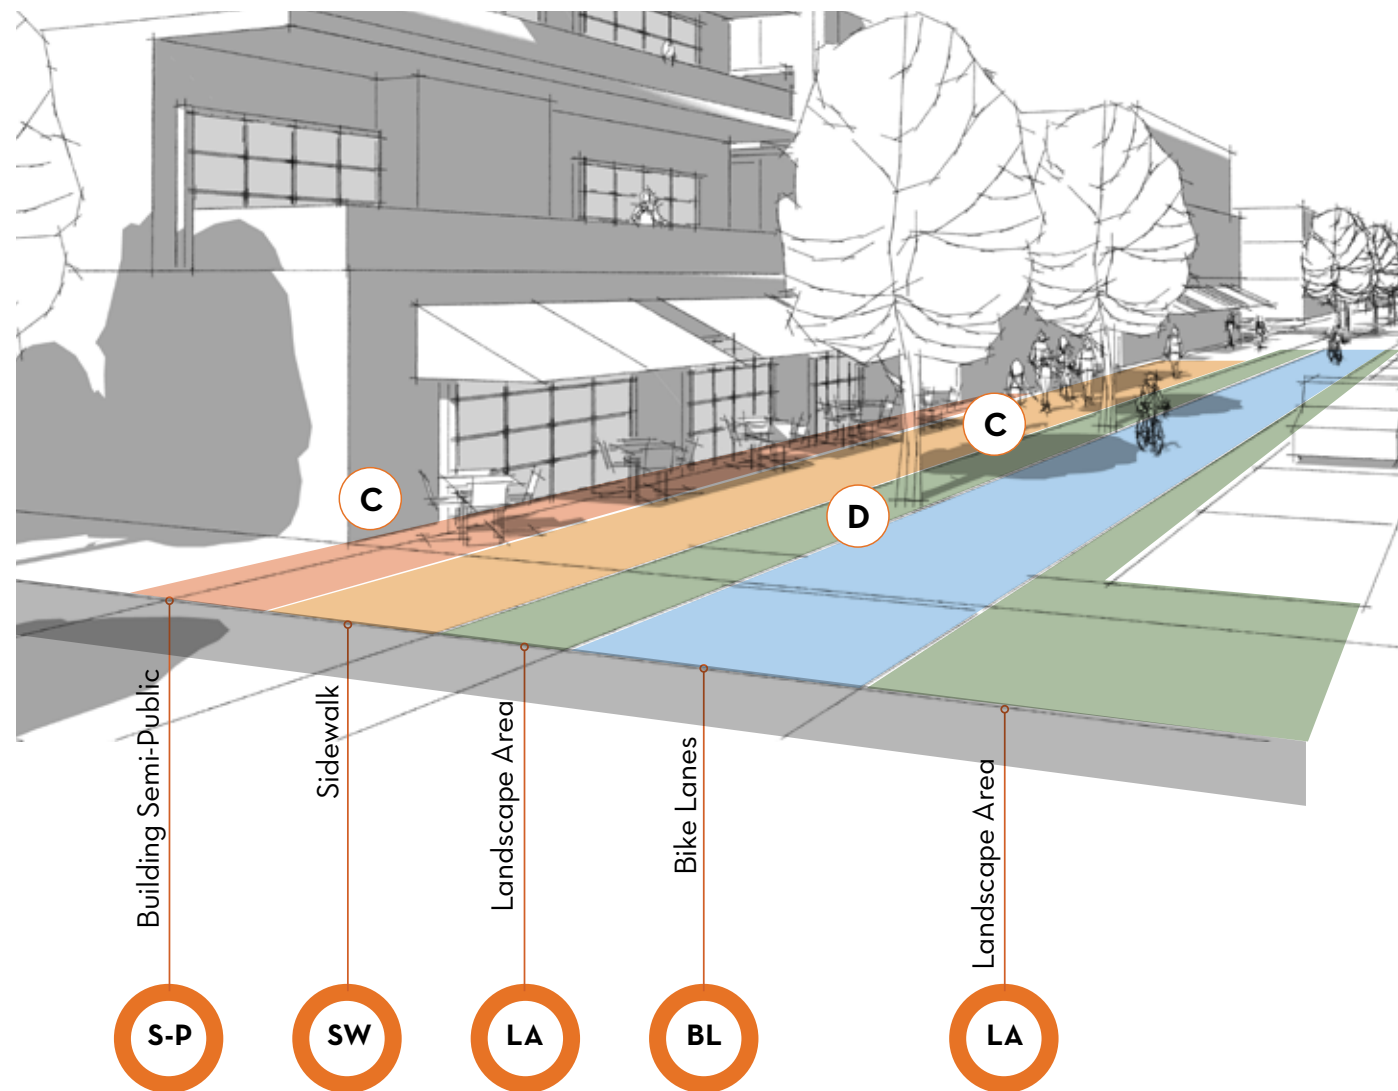 C
C
D
Building Semi-Public
Sidewalk
Landscape Area
Bike Lanes
Landscape Area
S-P
SW
LA
BL
LA